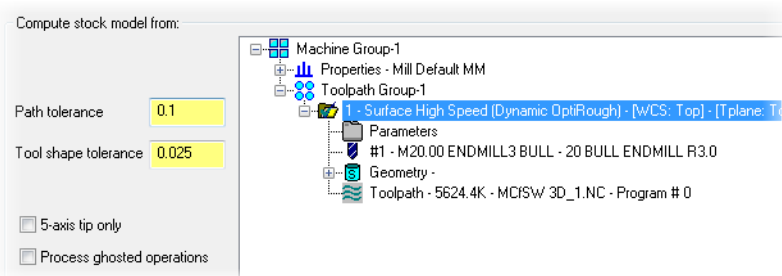 Compute stock model from:
Machine Group-1
Properties - Mill Default MM
Toolpath Group-1
Path tolerance 0.1
1 - Surface High Speed (Dynamic OptiRough) - [WCS: Top] - [Tplane: To
Parameters
Tool shape tolerance 0.025
#1 - M20.00 ENDMILL3 BULL - 20 BULL ENDMILL R3.0
Geometry -
Toolpath - 5624.4K - MCfSW 3D_1.NC - Program # 0
5-axis tip only
Process ghosted operations